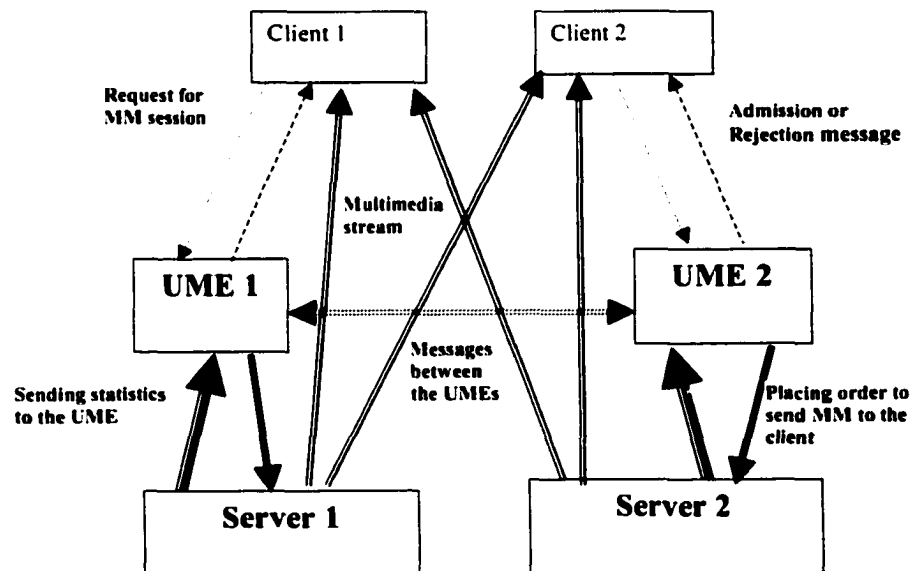 Client 1
Client 2
Request for
MM session
Admission or
Rejection message
Multimedia
stream
UME 1
UME 2
Messages
between
the UMEs
Sending statistics
to the UME
Placing order to
send MM to the
client
Server 1
Server 2